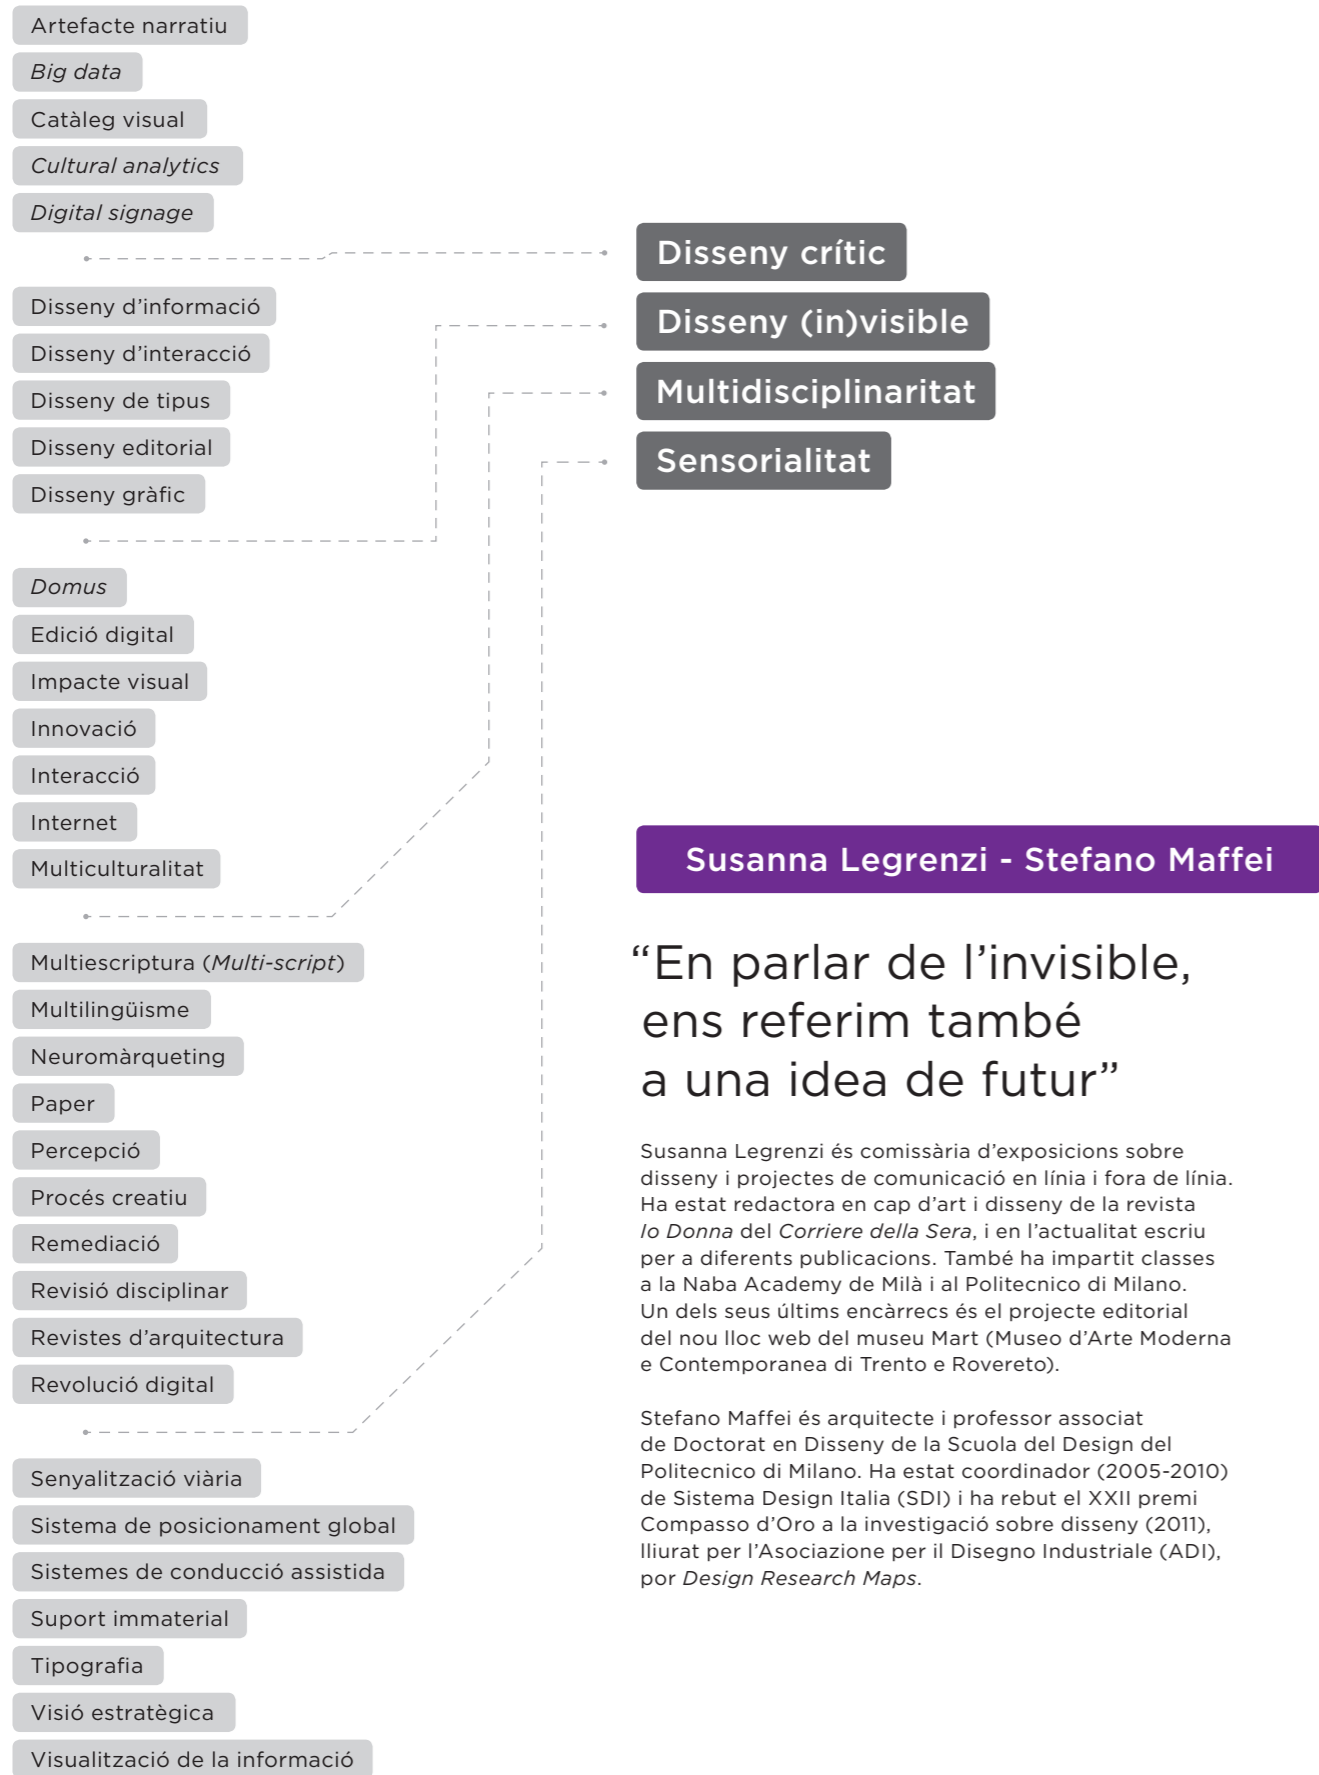 Artefacte narratiu
Big data
Catàleg visual
Cultural analytics
Digital signage
Disseny crític
Disseny d’informació
Disseny d’interacció
Disseny de tipus
Disseny editorial
Disseny gràfic
Disseny (in)visible
Domus
Edició digital
Impacte visual
Innovació
Interacció
Internet
Multiculturalitat
Multidisciplinaritat
Multiescriptura (Multi-script)
Multilingüisme
Neuromàrqueting
Paper
Percepció
Procés creatiu
Remediació
Revisió disciplinar
Revistes d’arquitectura
Revolució digital
Sensorialitat
Senyalització viària
Sistema de posicionament global
Sistemes de conducció assistida
Suport immaterial
Tipografia
Visió estratègica
Visualització de la informació
Susanna Legrenzi - Stefano Maffei
“En parlar de l’invisible,
ens referim també
a una idea de futur”
Susanna Legrenzi és comissària d’exposicions sobre
disseny i projectes de comunicació en línia i fora de línia.
Ha estat redactora en cap d’art i disseny de la revista
Io Donna del Corriere della Sera, i en l’actualitat escriu
per a diferents publicacions. També ha impartit classes
a la Naba Academy de Milà i al Politecnico di Milano.
Un dels seus últims encàrrecs és el projecte editorial
del nou lloc web del museu Mart (Museo d’Arte Moderna
e Contemporanea di Trento e Rovereto).
Stefano Maffei és arquitecte i professor associat
de Doctorat en Disseny de la Scuola del Design del
Politecnico di Milano. Ha estat coordinador (2005-2010)
de Sistema Design Italia (SDI) i ha rebut el XXII premi
Compasso d’Oro a la investigació sobre disseny (2011),
lliurat per l’Asociazione per il Disegno Industriale (ADI),
por Design Research Maps.